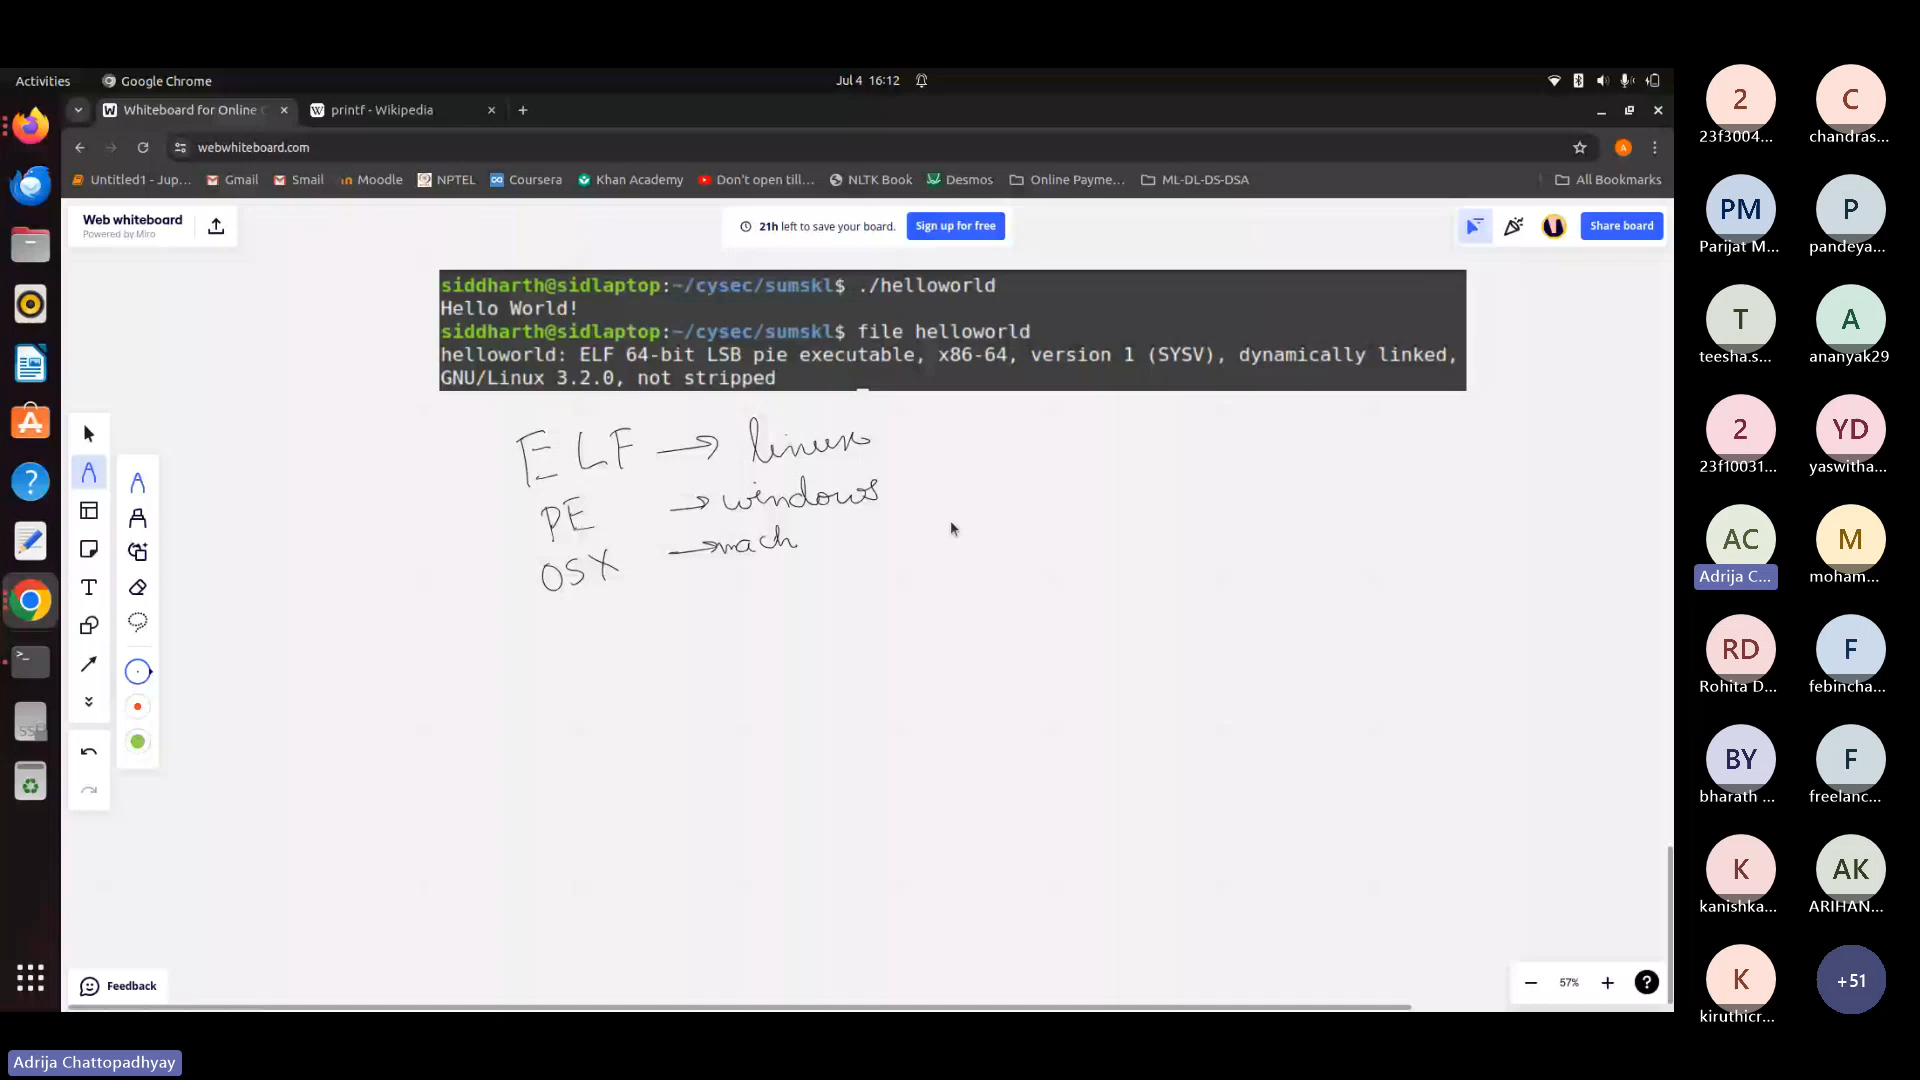 Activities
Google Chrome
Jul 4 16:12
Whiteboard for Online C
printf - Wikipedia
webwhiteboard.com
A
Untitled1 - Jup...
Gmail
Smail
Moodle
NPTEL
Coursera
Khan Academy
Don't open till...
NLTK Book
Desmos
Online Payme...
ML-DL-DS-DSA
All Bookmarks
Web whiteboard
Powered by Miro
21h left to save your board.
Sign up for free
Share board
siddharth@sidlaptop:~/cysec/sumskl$ ./helloworld
Hello World!
siddharth@sidlaptop:~/cysec/sumskl$ file helloworld
helloworld: ELF 64-bit LSB pie executable, x86-64, version 1 (SYSV), dynamically linked,
GNU/Linux 3.2.0, not stripped
ELF → linux
PE → windows
OSX → mach
Feedback
57%
2
23f3004...
C
chandras...
PM
Parijat M...
P
pandeya...
T
teesha.s...
A
ananyak29
2
23f10031...
YD
yaswitha...
AC
Adrija C...
M
moham...
RD
Rohita D...
F
febincha...
BY
bharath ...
F
freelanc...
K
kanishka...
AK
ARIHAN...
K
kiruthicr...
+51
Adrija Chattopadhyay